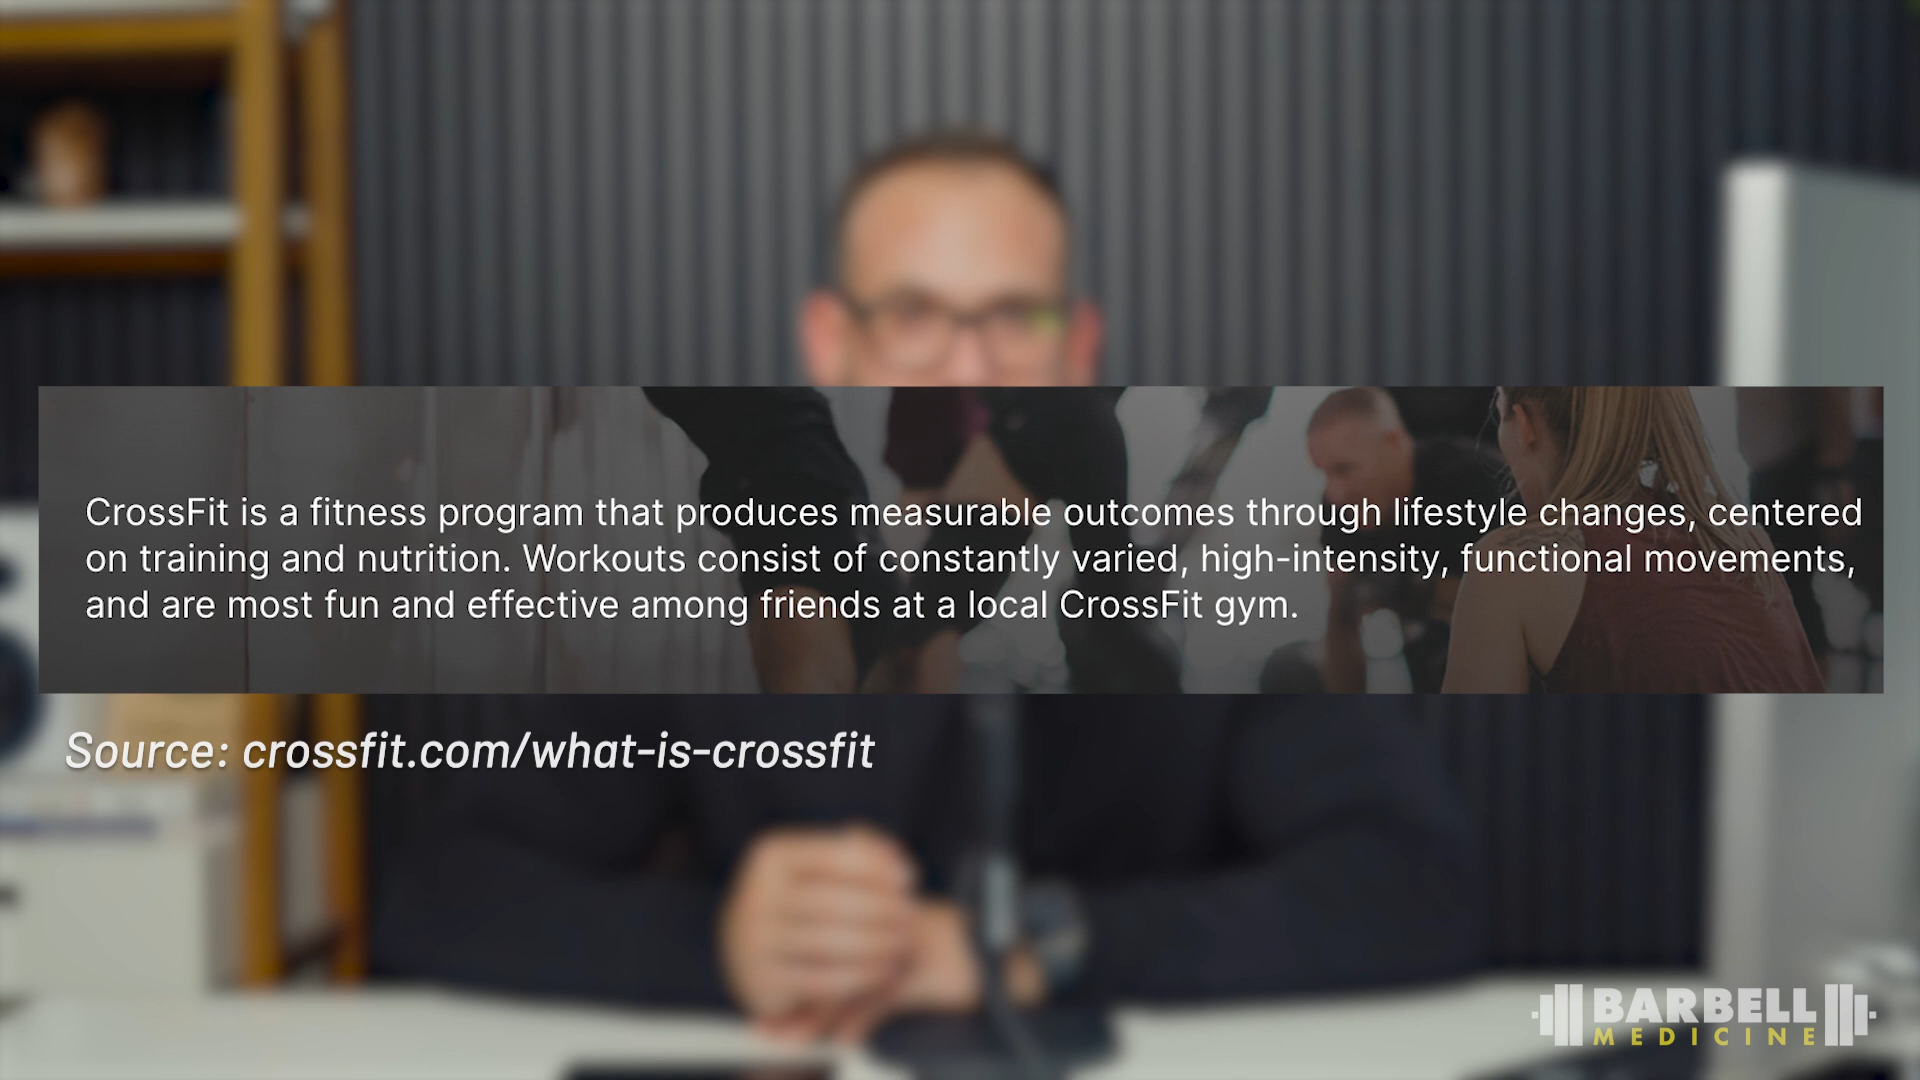 CrossFit is a fitness program that produces measurable outcomes through lifestyle changes, centered
on training and nutrition. Workouts consist of constantly varied, high-intensity, functional movements,
and are most fun and effective among friends at a local CrossFit gym.
Source: crossfit.com/what-is-crossfit
BARBELL
MEDICINE